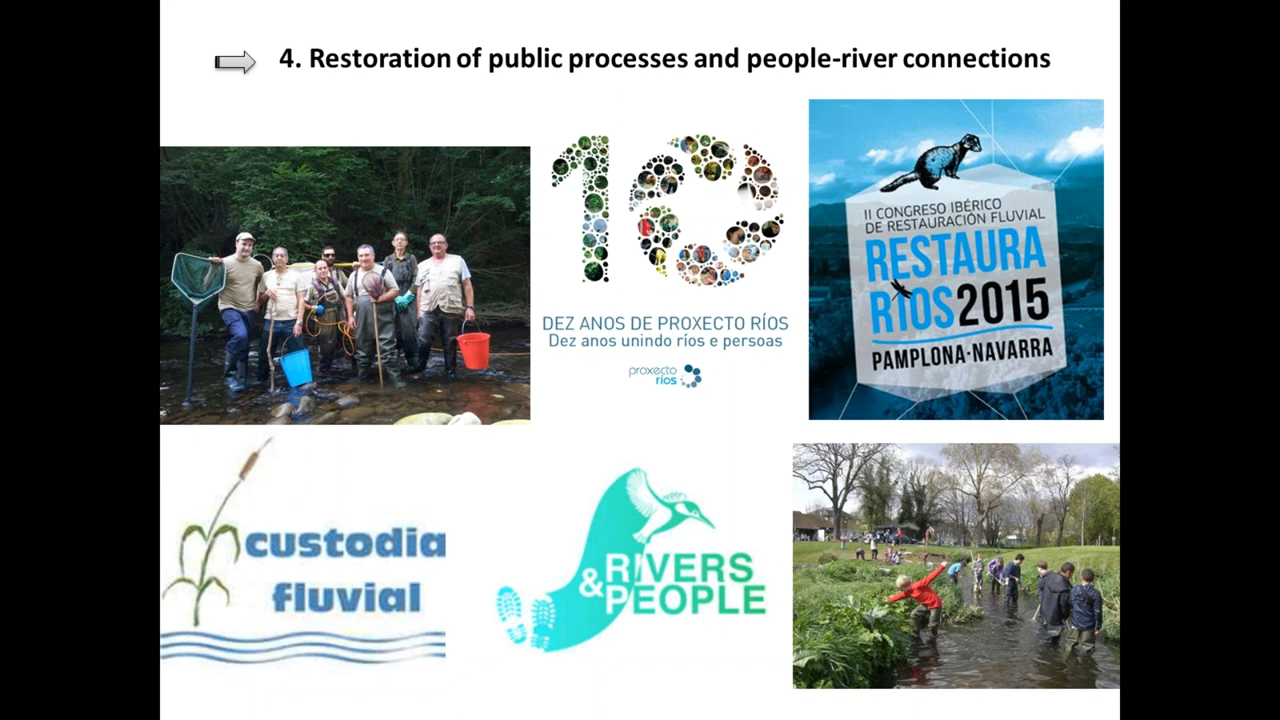 4. Restoration of public processes and people-river connections
10
DEZ ANOS DE PROXECTO RÍOS
Dez anos unindo ríos e persoas
proxecto
ríos
II CONGRESO IBÉRICO
DE RESTAURACIÓN FLUVIAL
RESTAURA
RÍOS 2015
PAMPLONA·NAVARRA
custodia
fluvial
RIVERS
& PEOPLE